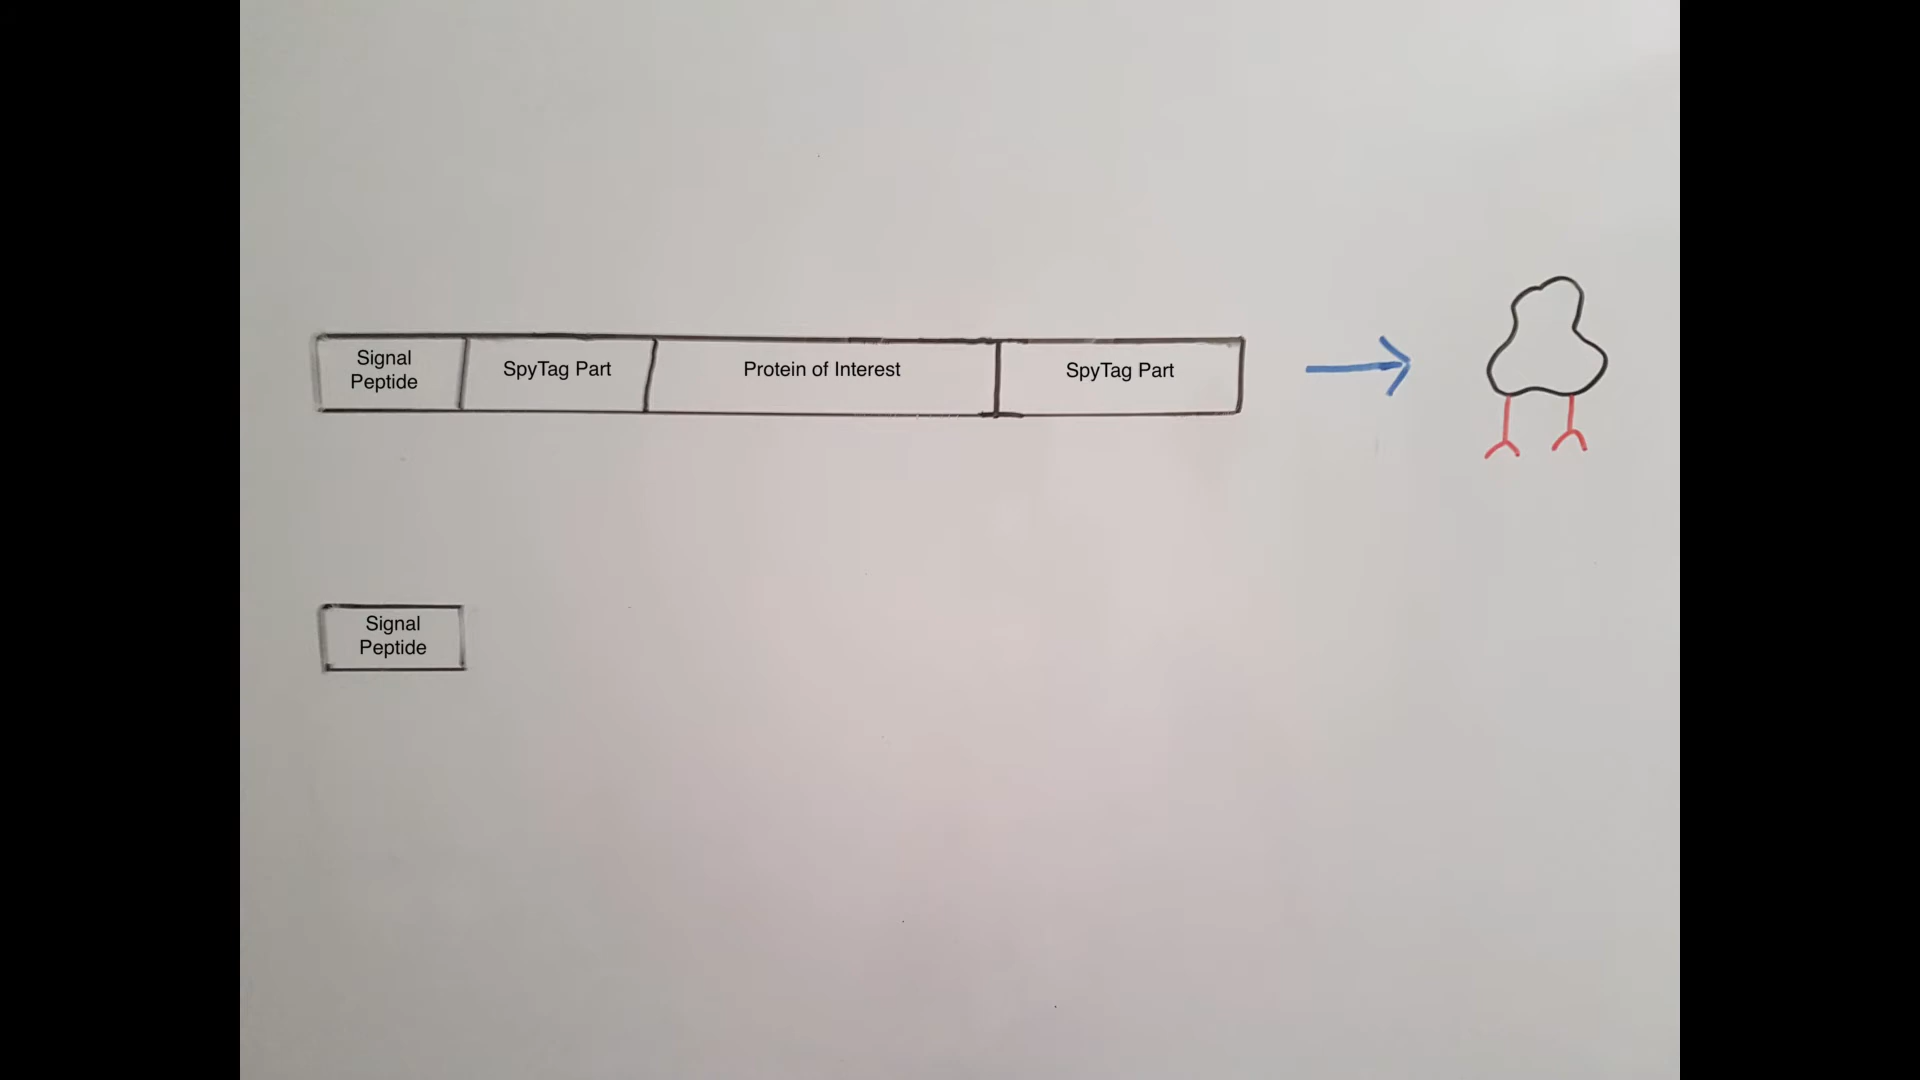 Signal
Peptide
SpyTag Part
Protein of Interest
SpyTag Part
Signal
Peptide